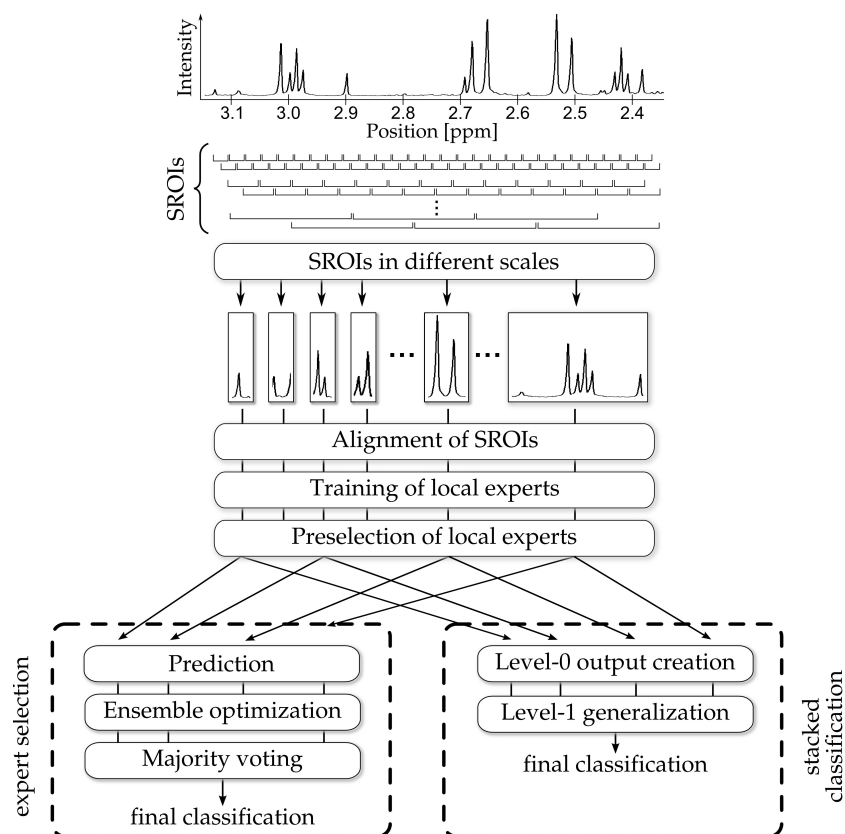 Intensity
3.1 3.0 2.9 2.8 2.7 2.6 2.5 2.4
Position [ppm]
SROIs
SROIs in different scales
Alignment of SROIs
Training of local experts
Preselection of local experts
expert selection
Prediction
Ensemble optimization
Majority voting
final classification
Level-0 output creation
Level-1 generalization
final classification
stacked
classification